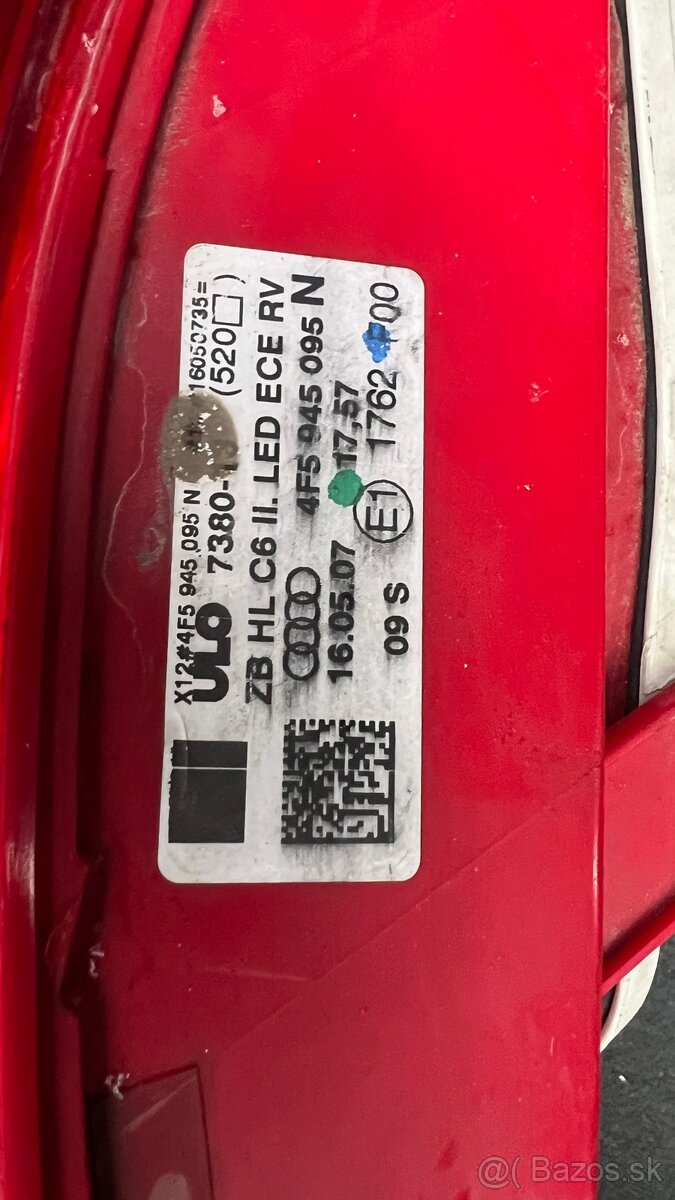 X12#4F5 945 095 N 16050735=
ULO 7380- (520□ )
ZB HL C6 II. LED ECE RV
4F5 945 095 N
16.05.07 17,57
09 S E1 1762 00
@( Bazos.sk